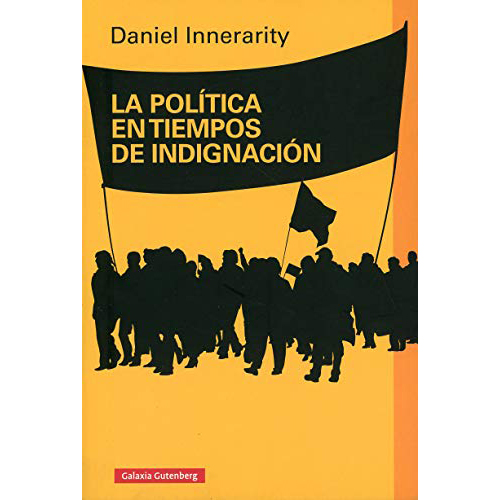 Daniel Innerarity
LA POLÍTICA
EN TIEMPOS
DE INDIGNACIÓN
Galaxia Gutenberg